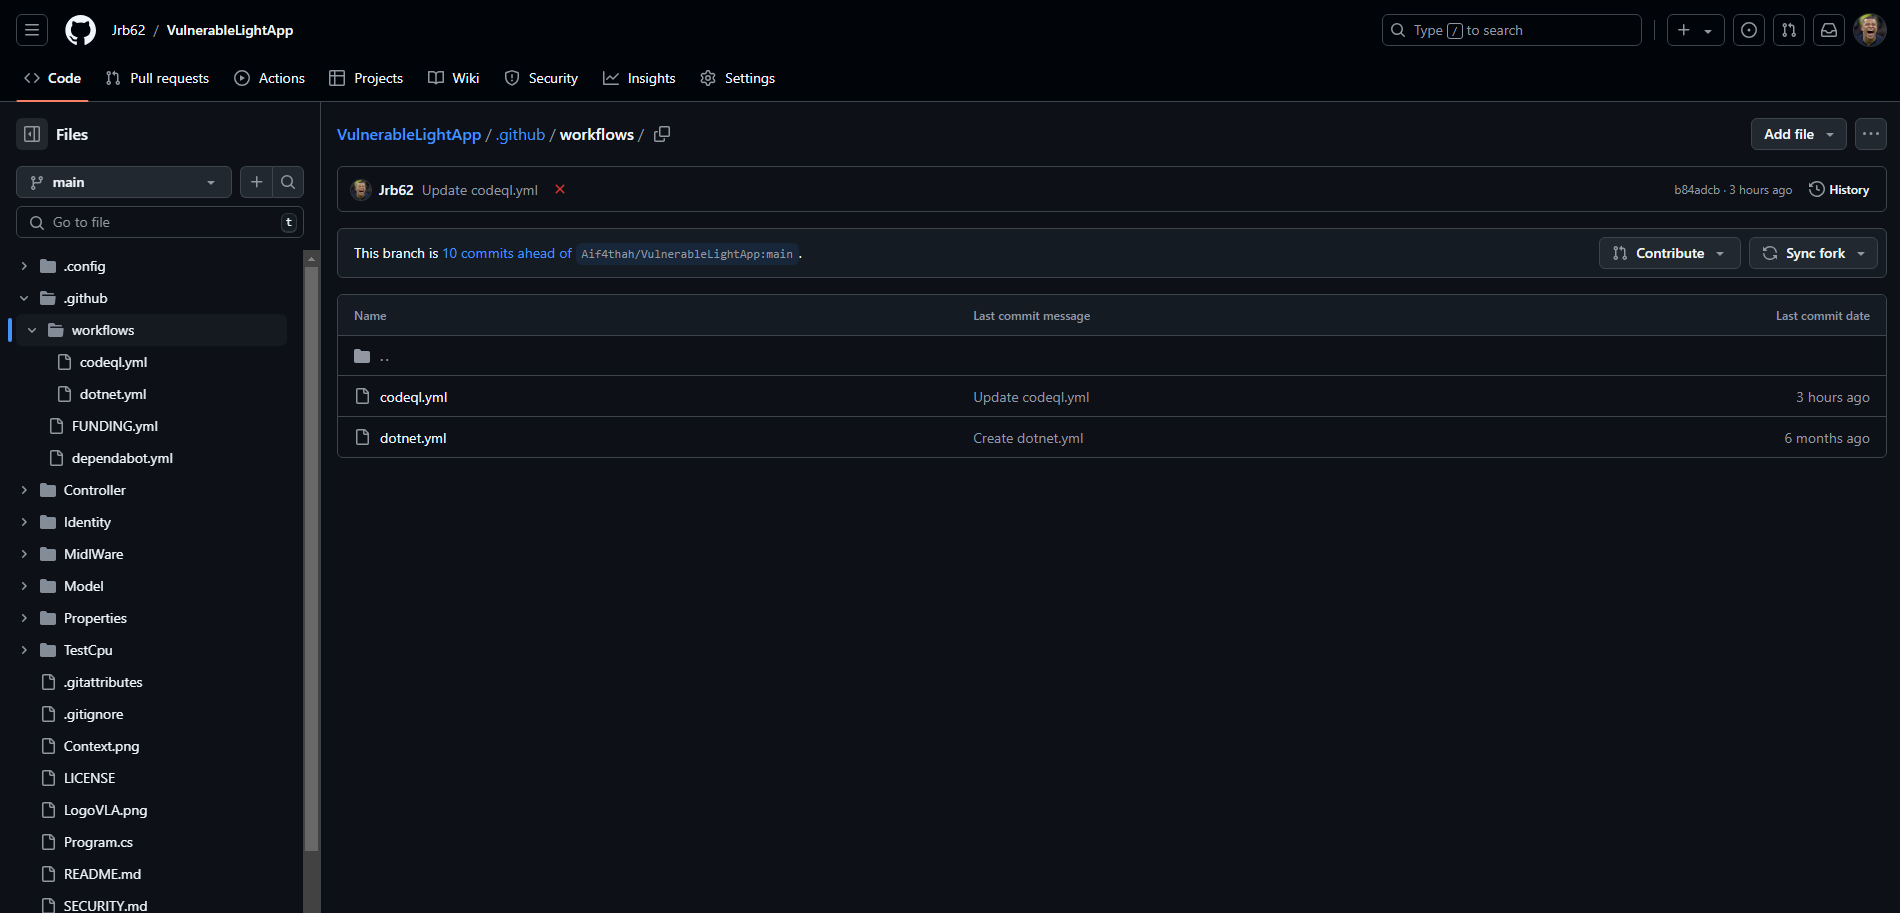 Jrb62 / VulnerableLightApp
Type / to search
Code
Pull requests
Actions
Projects
Wiki
Security
Insights
Settings
Files
main
Go to file
t
.config
.github
workflows
codeql.yml
dotnet.yml
FUNDING.yml
dependabot.yml
Controller
Identity
MidlWare
Model
Properties
TestCpu
.gitattributes
.gitignore
Context.png
LICENSE
LogoVLA.png
Program.cs
README.md
SECURITY.md
VulnerableLightApp / .github / workflows /
Add file
Jrb62 Update codeql.yml
b84adcb · 3 hours ago
History
This branch is 10 commits ahead of Aif4thah/VulnerableLightApp:main .
Contribute
Sync fork
Name Last commit message Last commit date
..
codeql.yml Update codeql.yml 3 hours ago
dotnet.yml Create dotnet.yml 6 months ago